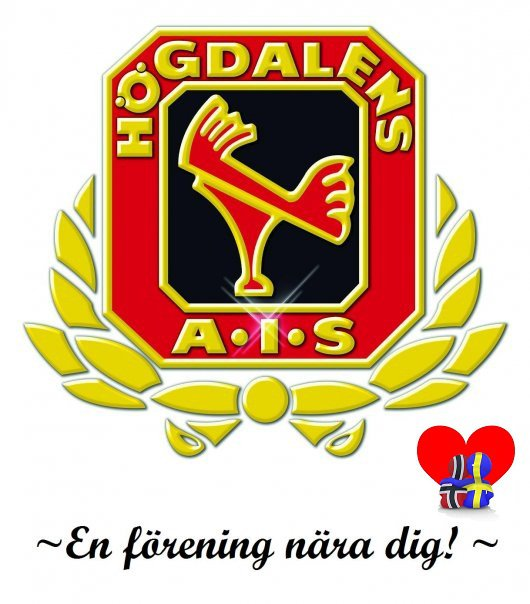 HÖGDALENS
A•I•S
~En förening nära dig! ~